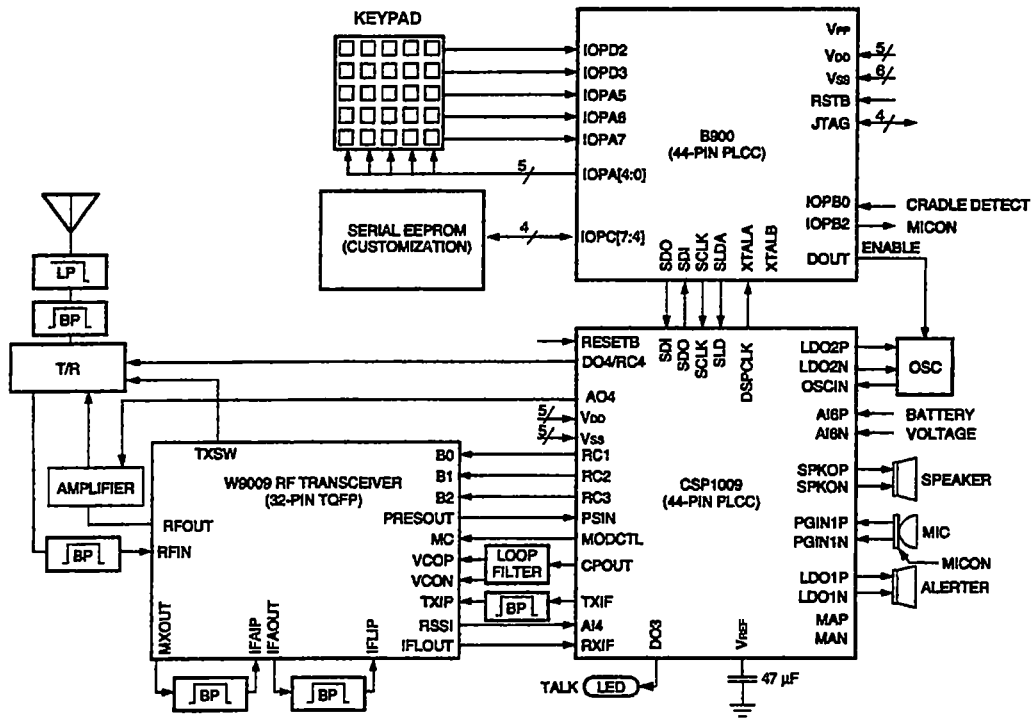 KEYPAD
IOPD2
IOPD3
IOPA5
IOPA6
IOPA7
5
IOPA[4:0]
SERIAL EEPROM
(CUSTOMIZATION)
4
IOPC[7:4]
B900
(44-PIN PLCC)
VPP
VDD
5
VSS
6
RSTB
JTAG
4
IOPB0
CRADLE DETECT
IOPB2
MICON
DOUT
ENABLE
SDO
SDI
SCLK
SLDA
XTALA
XTALB
LP
BP
T/R
AMPLIFIER
BP
RESETB
DO4/RC4
AO4
5
VDD
5
VSS
RC1
RC2
RC3
PSIN
MODCTL
CPOUT
TXIF
AI4
RXIF
SDI
SDO
SCLK
SLD
DSPCLK
CSP1009
(44-PIN PLCC)
LDO2P
LDO2N
OSCIN
OSC
AI6P
BATTERY
AI6N
VOLTAGE
SPKOP
SPKON
SPEAKER
PGIN1P
PGIN1N
MIC
MICON
LDO1P
LDO1N
ALERTER
MAP
MAN
DO3
VREF
TXSW
W9009 RF TRANSCEIVER
(32-PIN TQFP)
B0
B1
B2
PRESOUT
MC
VCOP
VCON
TXIP
RSSI
IFLOUT
RFOUT
RFIN
LOOP
FILTER
BP
MXOUT
IFAIP
IFAOUT
IFLIP
BP
BP
TALK
LED
47 µF